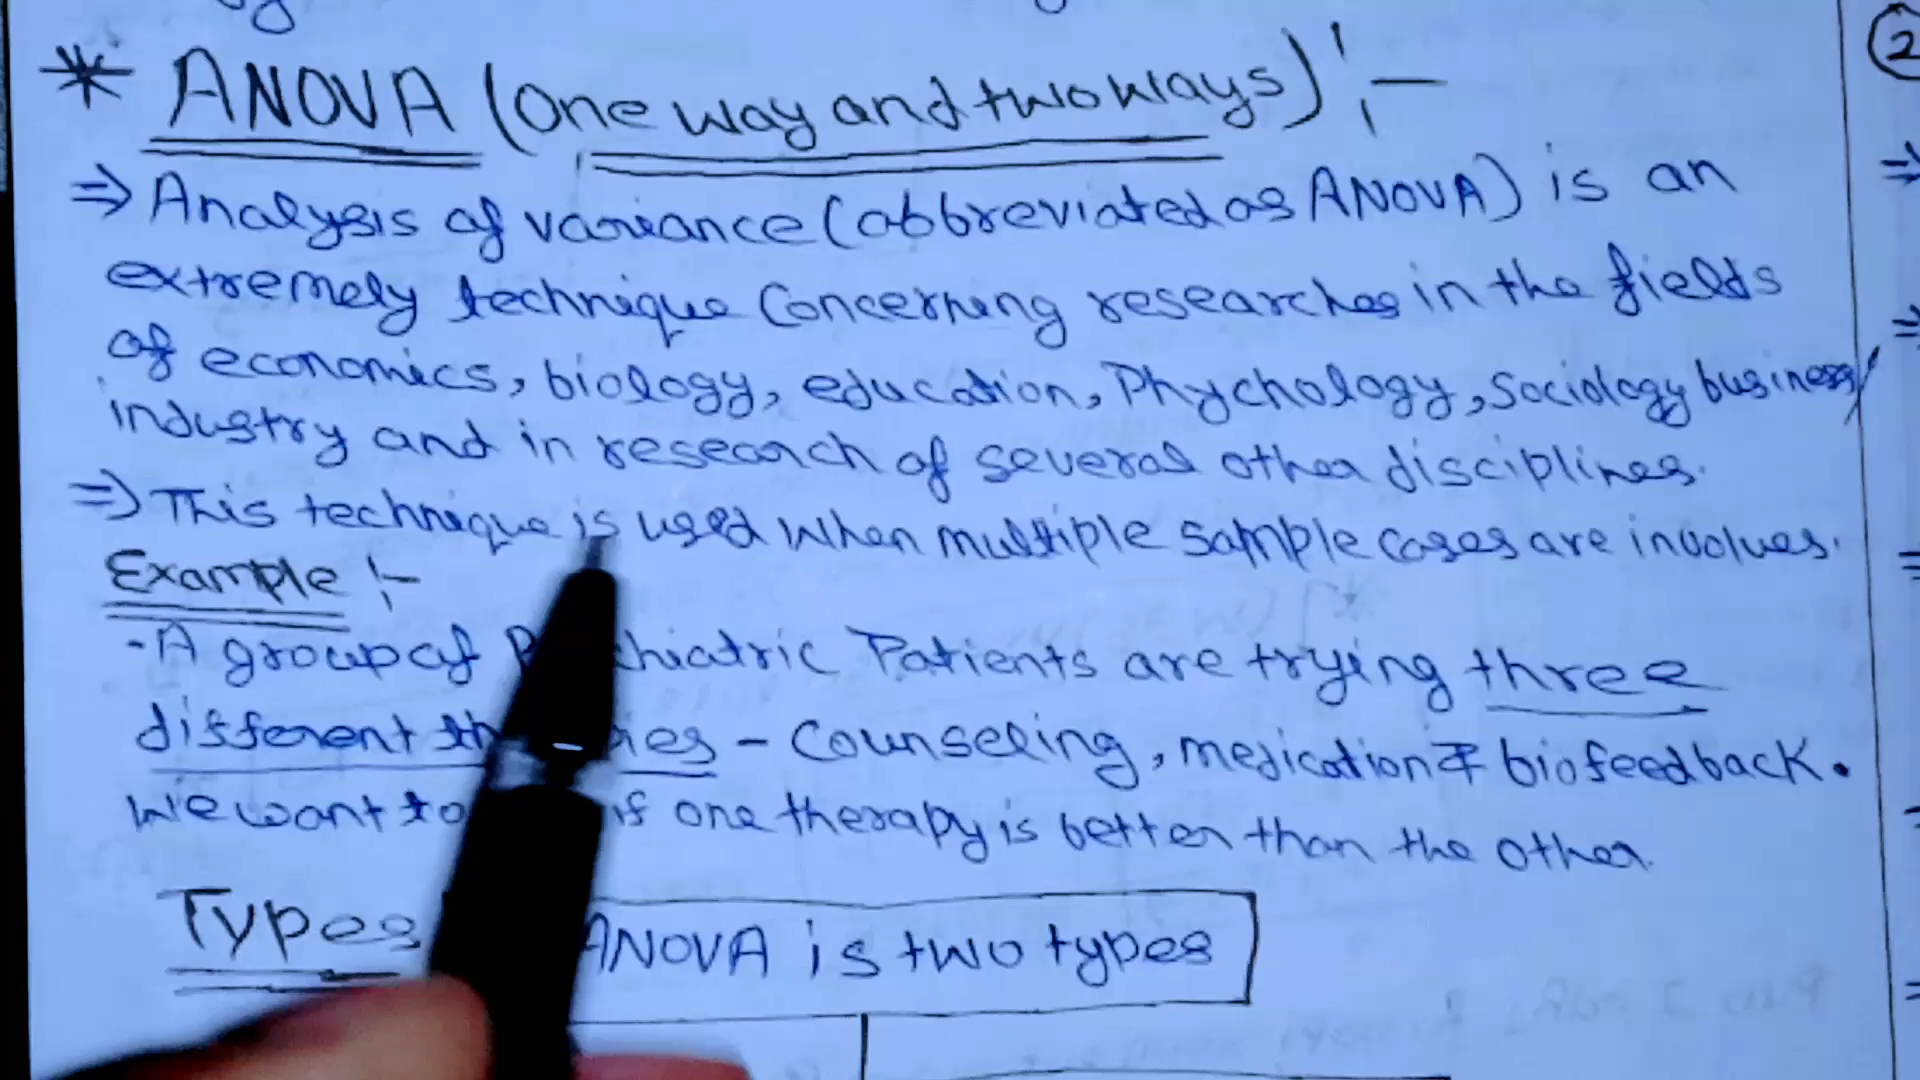 * ANOVA (One way and two ways) :-
⇒ Analysis of variance (abbreviated as ANOVA) is an
extremely technique concerning researches in the fields
of economics, biology, education, Phychology, Sociology business/
industry and in research of several other disciplines.
⇒ This technique is used when multiple sample cases are involves.
Example :-
- A group of Patients are trying three
different - Counseling, medication & biofeedback.
We want to if one therapy is better than the other.
Types ANOVA is two types
2